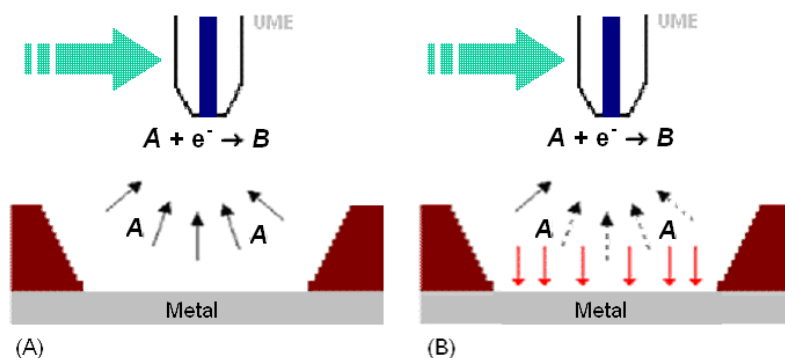 UME
A + e⁻ → B
A A
Metal
(A)
UME
A + e⁻ → B
A A
Metal
(B)